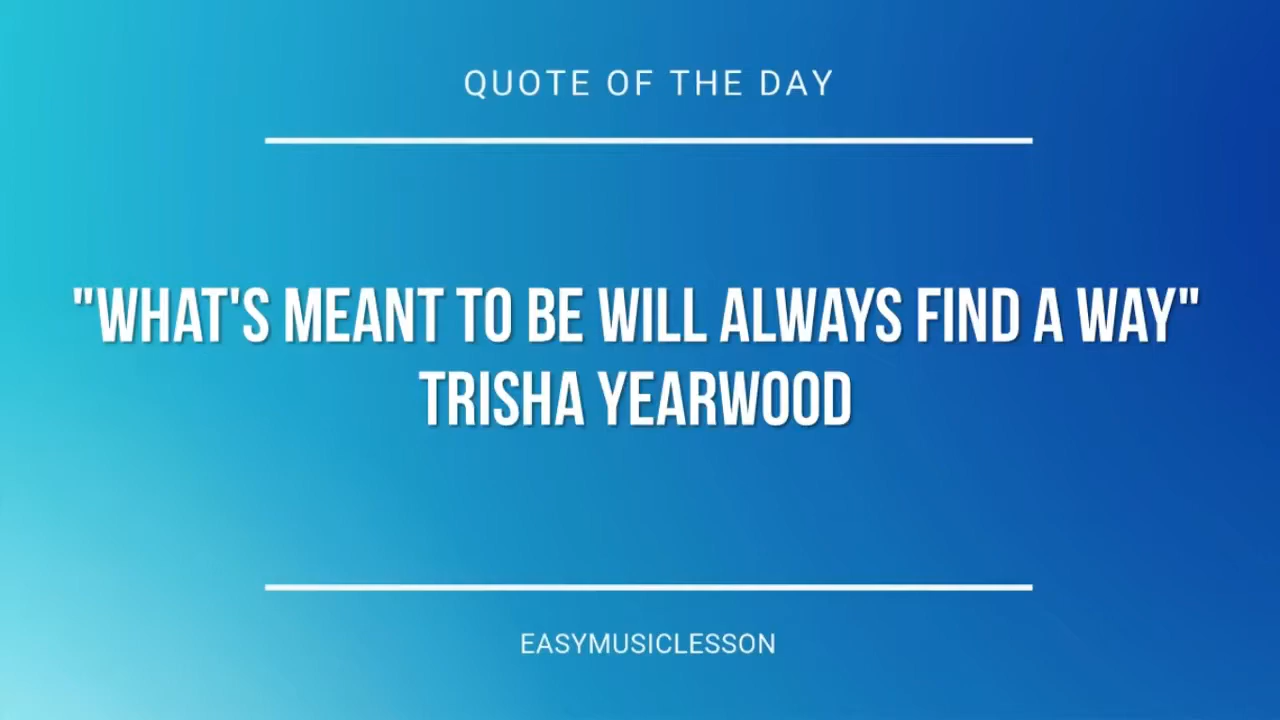 QUOTE OF THE DAY
"WHAT'S MEANT TO BE WILL ALWAYS FIND A WAY"
TRISHA YEARWOOD
EASYMUSICLESSON